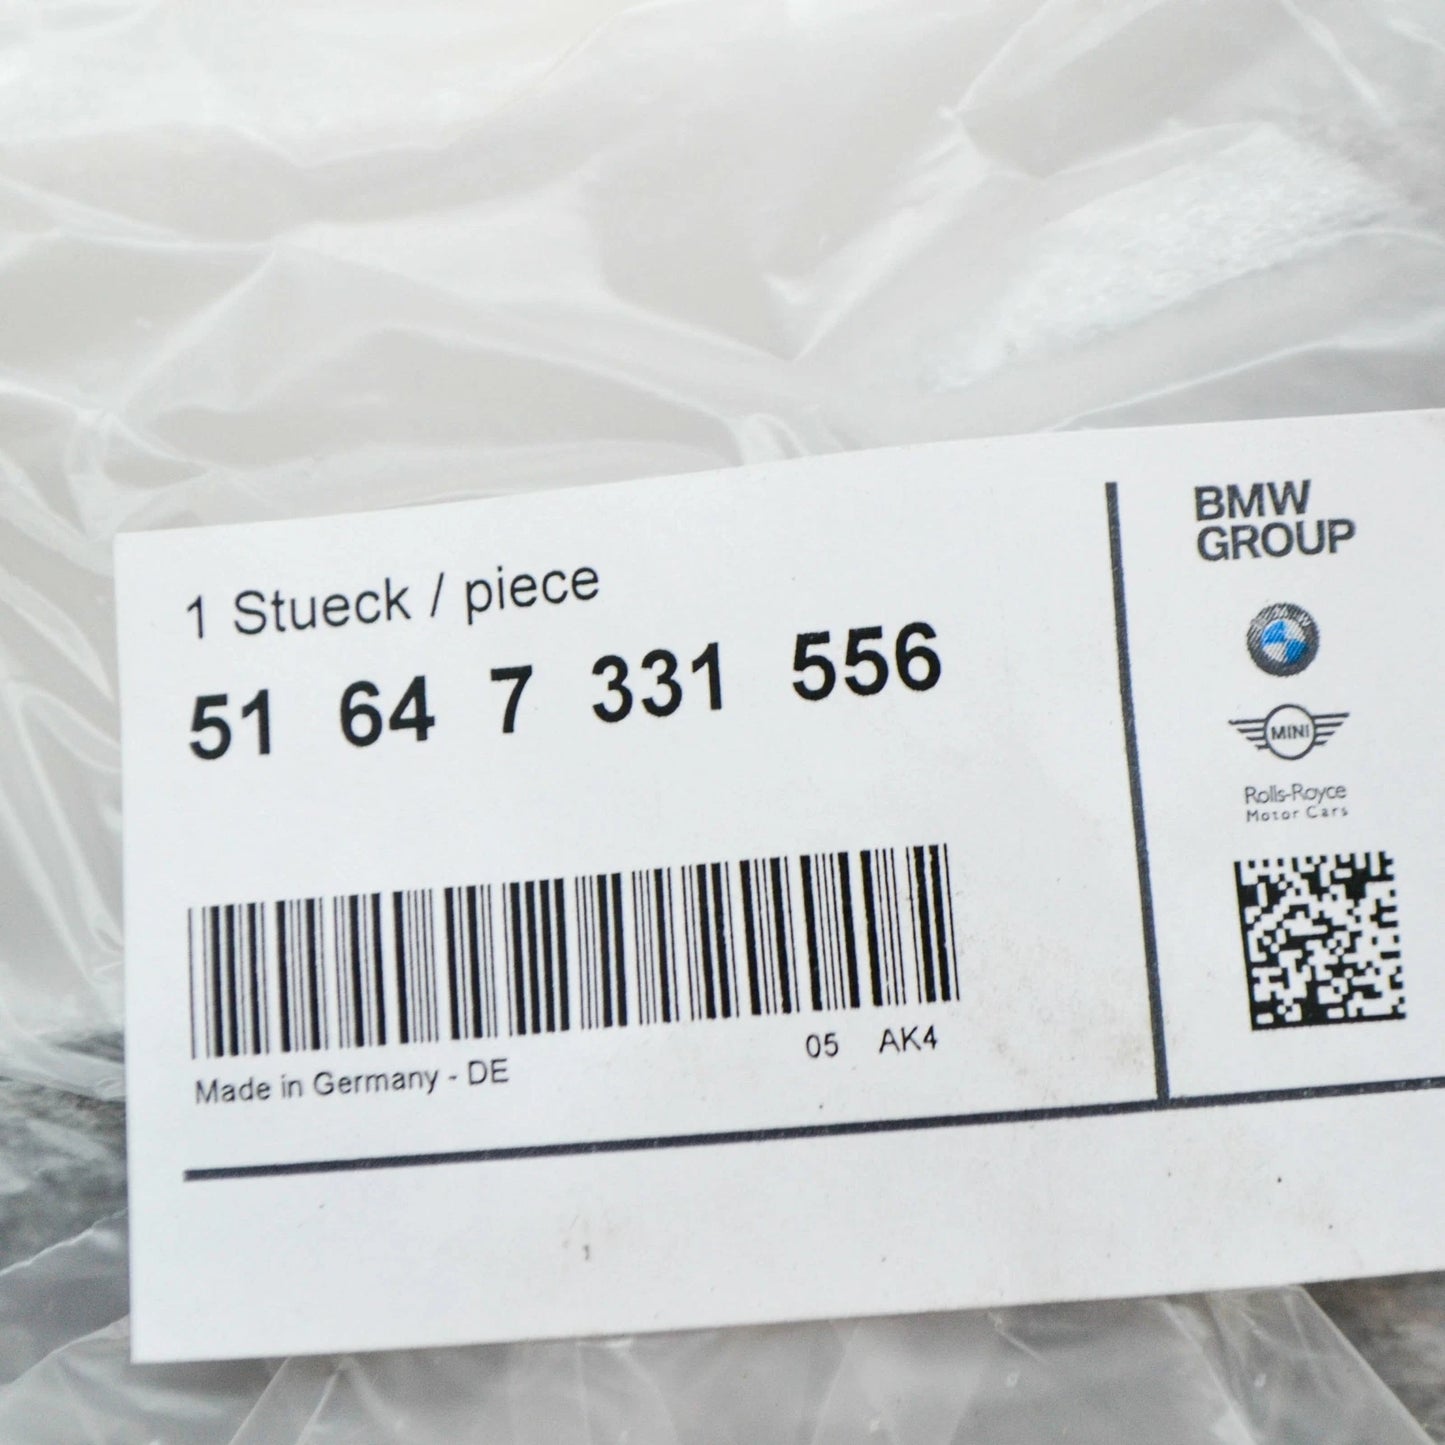 1 Stueck / piece
51 64 7 331 556
Made in Germany - DE
05 AK4
BMW
GROUP
MINI
Rolls-Royce
Motor Cars